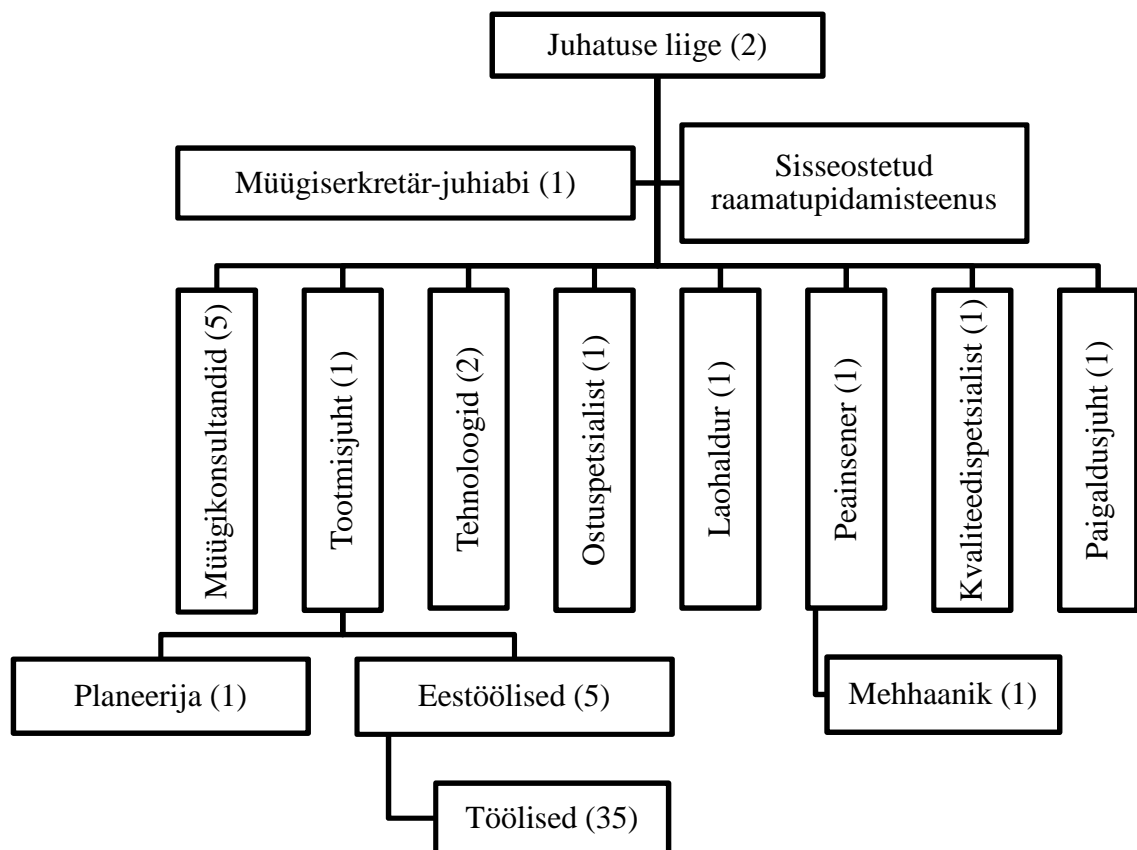 Juhatuse liige (2)
Müügiserkretär-juhiabi (1)
Sisseostetud
raamatupidamisteenus
Müügikonsultandid (5)
Tootmisjuht (1)
Tehnoloogid (2)
Ostuspetsialist (1)
Laohaldur (1)
Peainsener (1)
Kvaliteedispetsialist (1)
Paigaldusjuht (1)
Planeerija (1)
Eestöölised (5)
Mehhaanik (1)
Töölised (35)